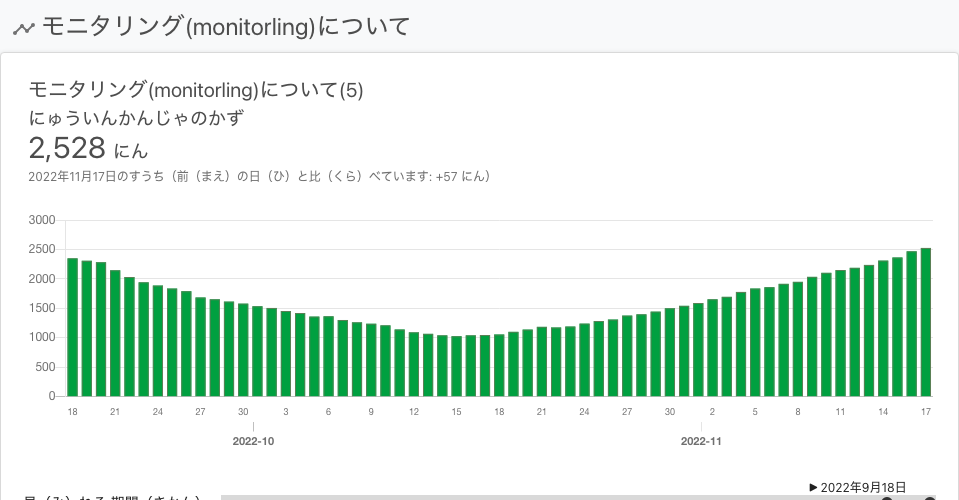 モニタリング(monitorling)について
モニタリング(monitorling)について(5)
にゅういんかんじゃのかず
2,528 にん
2022年11月17日のすうち（前（まえ）の日（ひ）と比（くら）べています: +57 にん）
3000
2500
2000
1500
1000
500
0
18 21 24 27 30 3 6 9 12 15 18 21 24 27 30 2 5 8 11 14 17
2022-10 2022-11
▶ 2022年9月18日